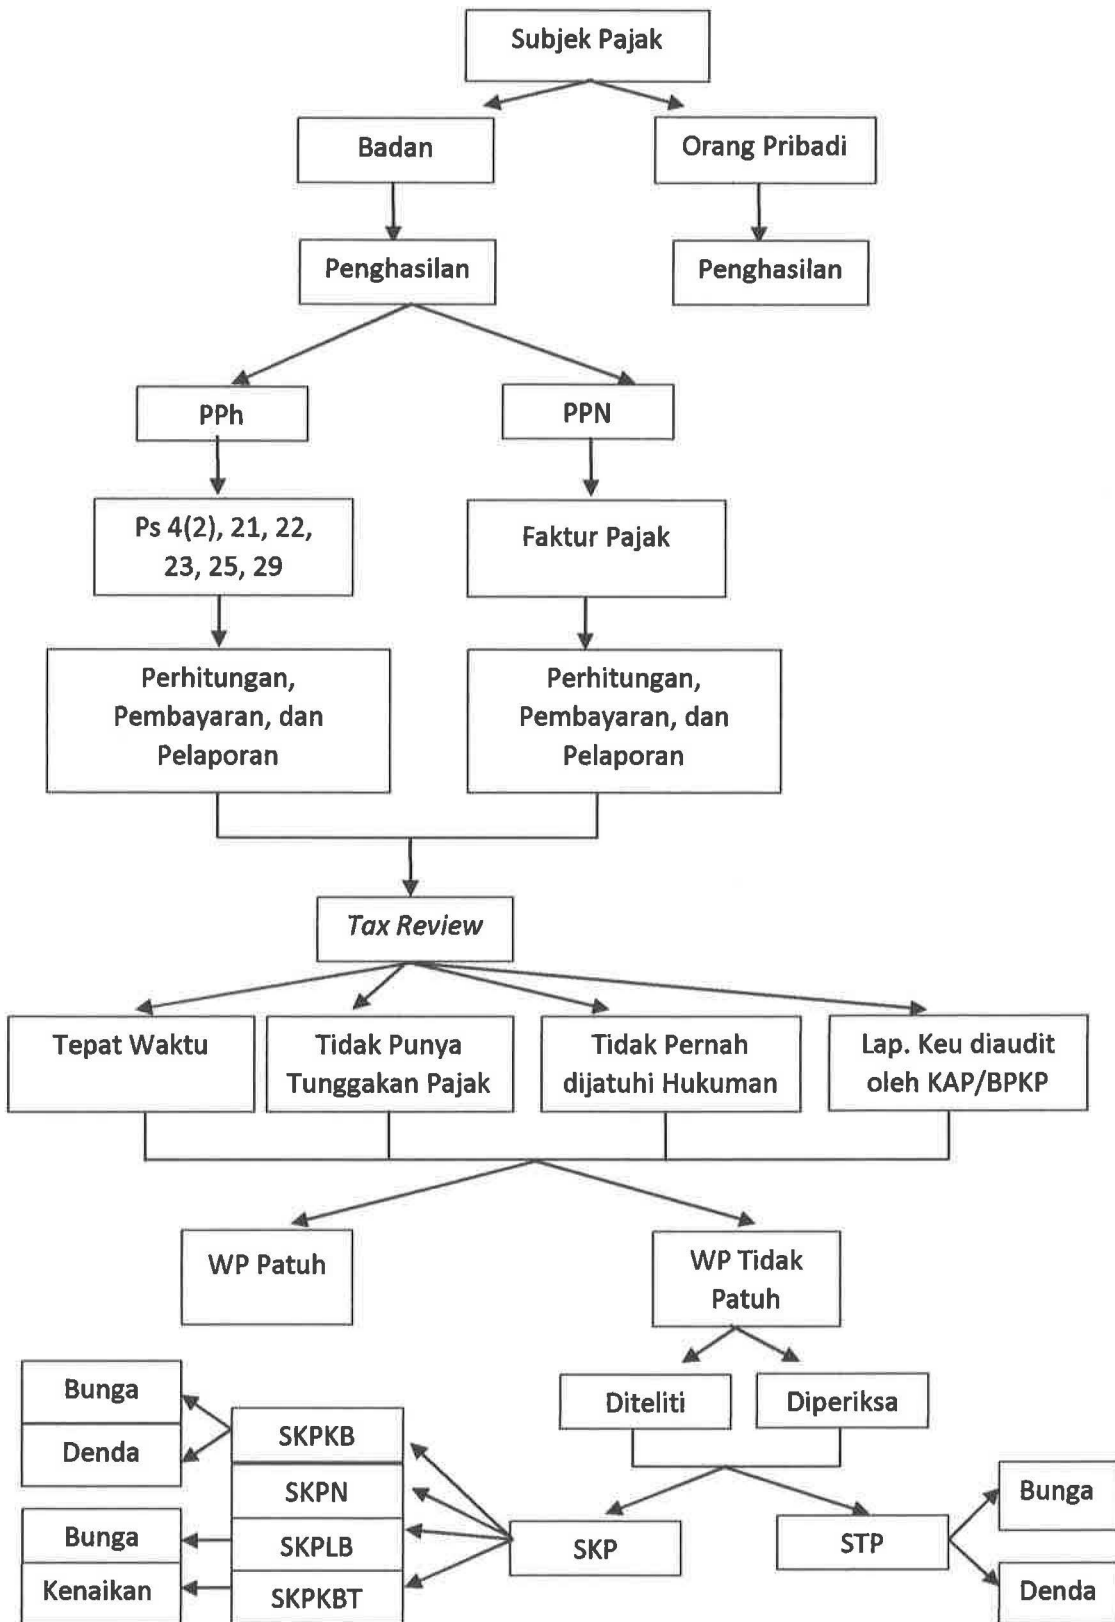 Subjek Pajak
Badan
Orang Pribadi
Penghasilan
Penghasilan
PPh
PPN
Ps 4(2), 21, 22,
23, 25, 29
Faktur Pajak
Perhitungan,
Pembayaran, dan
Pelaporan
Perhitungan,
Pembayaran, dan
Pelaporan
Tax Review
Tepat Waktu
Tidak Punya
Tunggakan Pajak
Tidak Pernah
dijatuhi Hukuman
Lap. Keu diaudit
oleh KAP/BPKP
WP Patuh
WP Tidak
Patuh
Diteliti
Diperiksa
Bunga
Denda
Bunga
Kenaikan
SKPKB
SKPN
SKPLB
SKPKBT
SKP
STP
Bunga
Denda